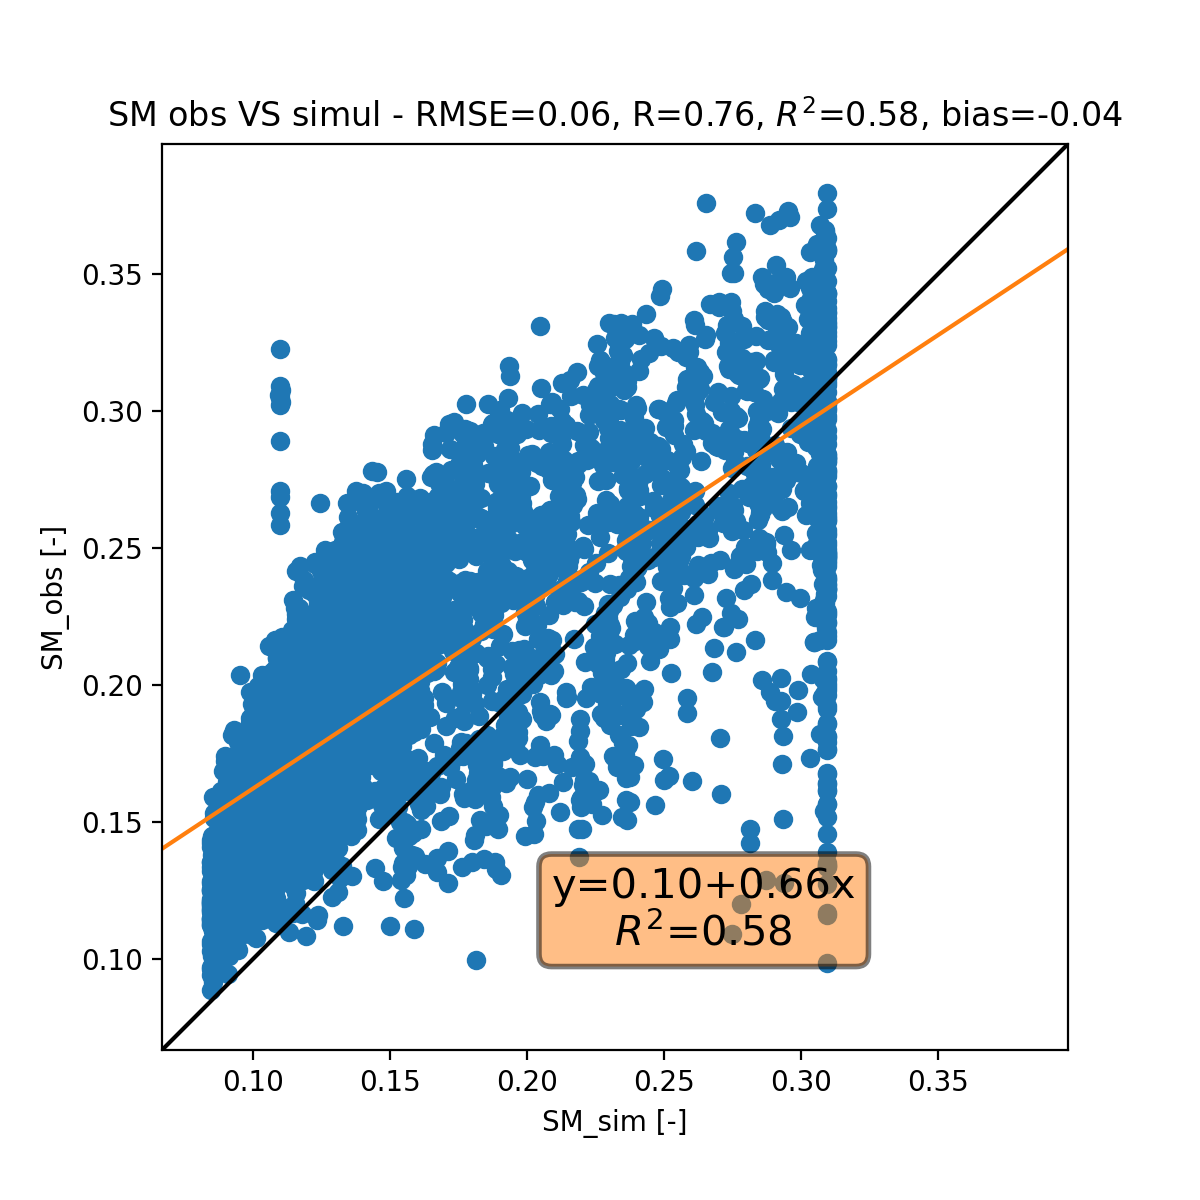 SM obs VS simul - RMSE=0.06, R=0.76, R²=0.58, bias=-0.04
0.35
0.30
0.25
0.20
0.15
0.10
SM_obs [-]
y=0.10+0.66x
R²=0.58
0.10 0.15 0.20 0.25 0.30 0.35
SM_sim [-]